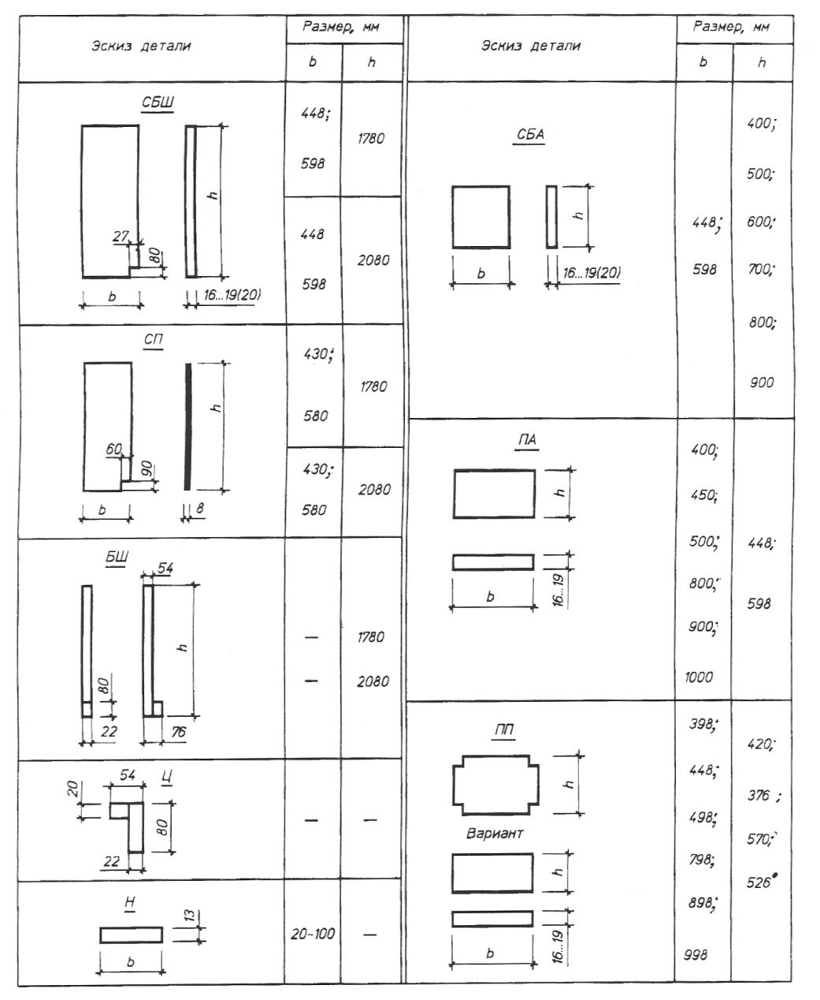 Эскиз детали
Размер, мм
b
h
СБШ
27
80
h
b
16...19(20)
448;
598
1780
448
598
2080
СП
60
90
h
b
8
430;
580
1780
430;
580
2080
БШ
54
80
h
22
76
—
1780
—
2080
Ц
54
20
80
22
—
—
Н
13
b
20-100
—
Эскиз детали
Размер, мм
b
h
СБА
h
b
16...19(20)
448;
598
400;
500;
600;
700;
800;
900
ПА
h
b
16...19
400;
450;
500;
800;
900;
1000
448;
598
ПП
h
Вариант
h
b
16...19
398;
448;
498;
798;
898;
998
420;
376;
570;
526*